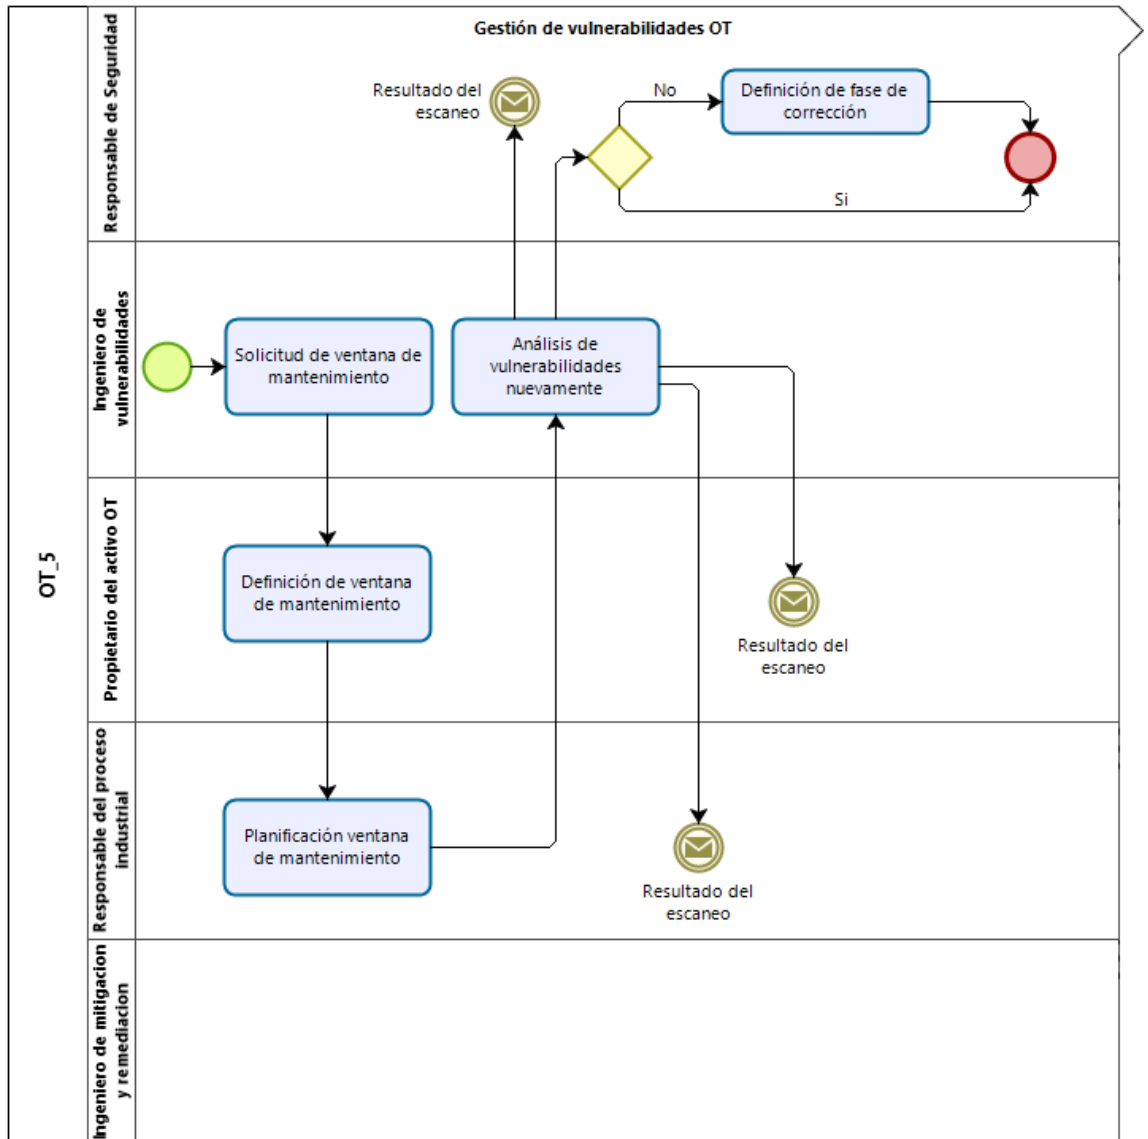 Gestión de vulnerabilidades OT
OT_5
Responsable de Seguridad
Resultado del
escaneo
No
Definición de fase de
corrección
Si
Ingeniero de
vulnerabilidades
Solicitud de ventana de
mantenimiento
Análisis de
vulnerabilidades
nuevamente
Propietario del activo OT
Definición de ventana
de mantenimiento
Resultado del
escaneo
Responsable del proceso
industrial
Planificación ventana
de mantenimiento
Resultado del
escaneo
Ingeniero de mitigacion
y remediacion